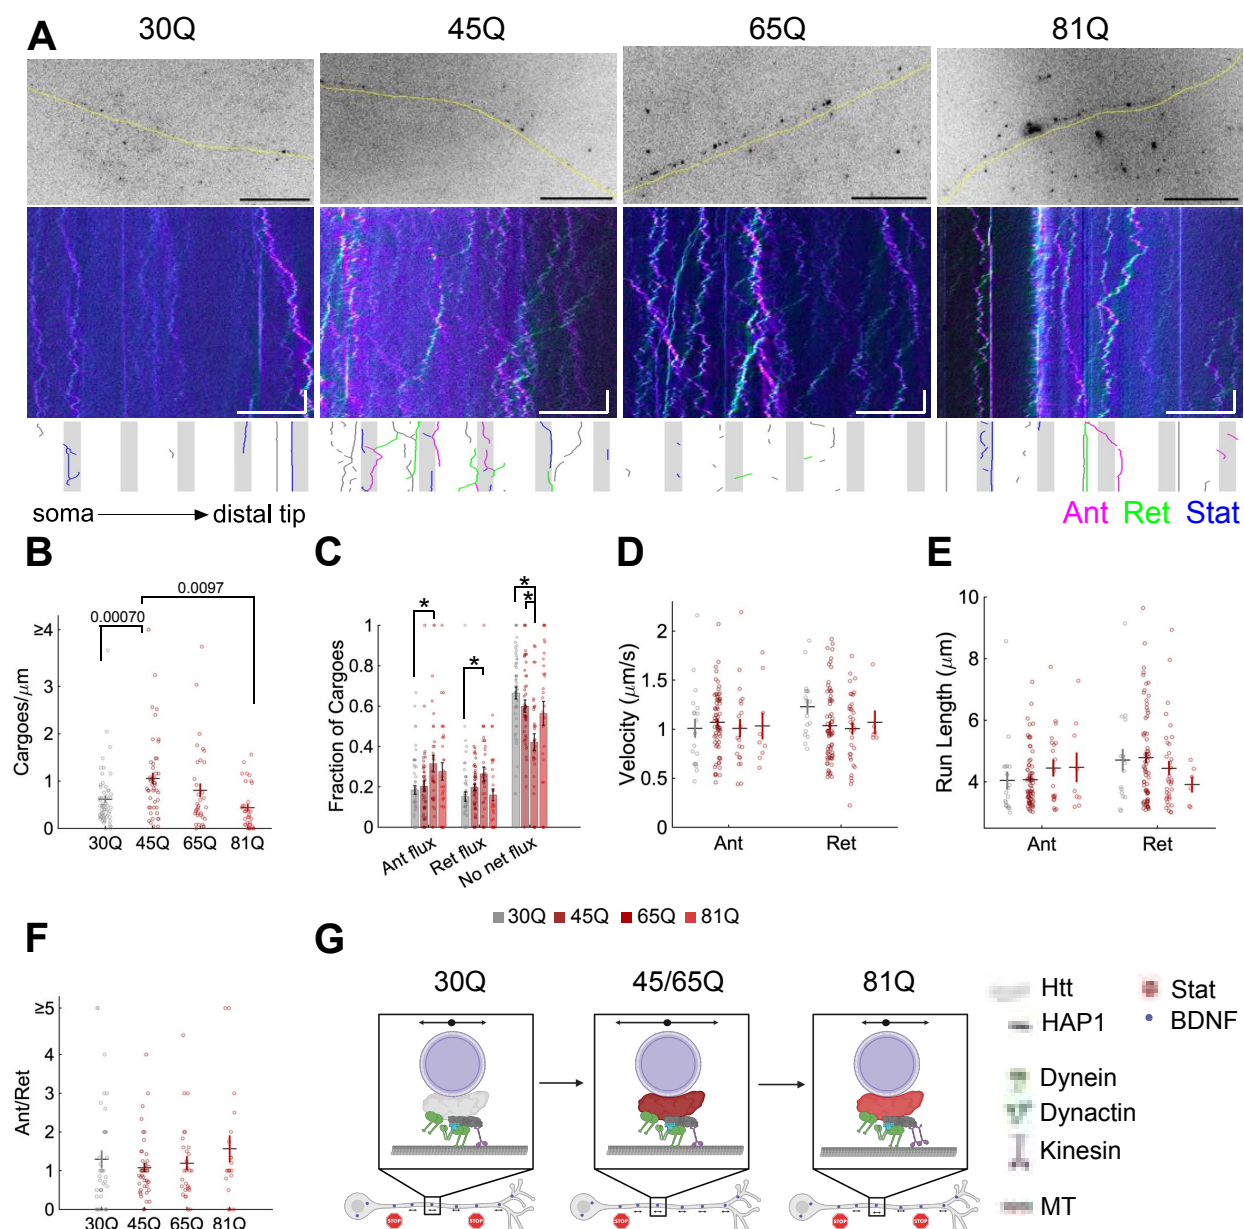 A
30Q 45Q 65Q 81Q
soma distal tip
Ant Ret Stat
B
0.00070
0.0097
Cargoes/μm
≥4
3
2
1
0
30Q 45Q 65Q 81Q
C
*
*
*
*
Fraction of Cargoes
1
0.8
0.6
0.4
0.2
0
Ant flux
Ret flux
No net flux
D
Velocity (μm/s)
2
1.5
1
0.5
0
Ant Ret
E
Run Length (μm)
10
8
6
4
Ant Ret
30Q 45Q 65Q 81Q
F
Ant/Ret
≥5
4
3
2
1
0
30Q 45Q 65Q 81Q
G
30Q 45/65Q 81Q
STOP STOP STOP STOP
Htt
HAP1
Dynein
Dynactin
Kinesin
MT
Stat
BDNF